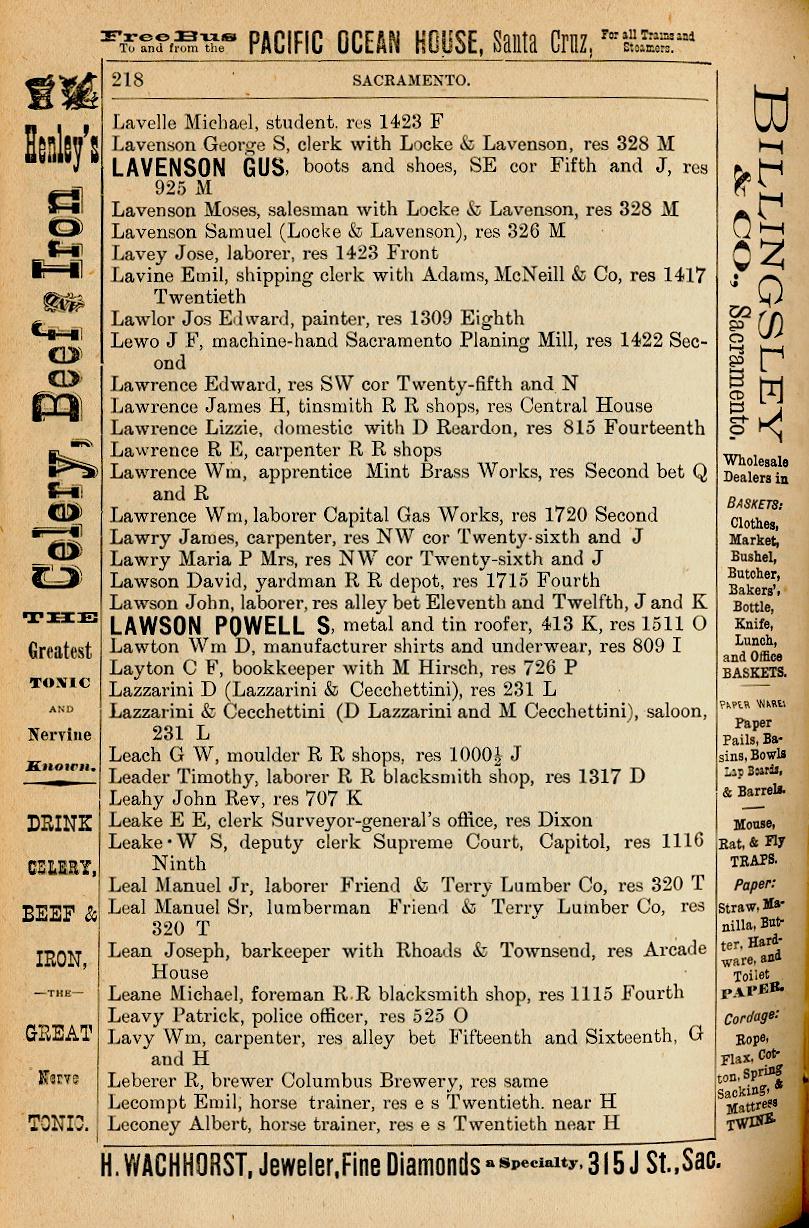 Free Bus
To and from the
PACIFIC OCEAN HOUSE, Santa Cruz,
For all Trains and
Steamers.
218 SACRAMENTO.
Lavelle Michael, student. res 1423 F
Lavenson George S, clerk with Locke & Lavenson, res 328 M
LAVENSON GUS, boots and shoes, SE cor Fifth and J, res
925 M
Lavenson Moses, salesman with Locke & Lavenson, res 328 M
Lavenson Samuel (Locke & Lavenson), res 326 M
Lavey Jose, laborer, res 1423 Front
Lavine Emil, shipping clerk with Adams, McNeill & Co, res 1417
Twentieth
Lawlor Jos Edward, painter, res 1309 Eighth
Lewo J F, machine-hand Sacramento Planing Mill, res 1422 Sec-
ond
Lawrence Edward, res SW cor Twenty-fifth and N
Lawrence James H, tinsmith R R shops, res Central House
Lawrence Lizzie, domestic with D Reardon, res 815 Fourteenth
Lawrence R E, carpenter R R shops
Lawrence Wm, apprentice Mint Brass Works, res Second bet Q
and R
Lawrence Wm, laborer Capital Gas Works, res 1720 Second
Lawry James, carpenter, res NW cor Twenty-sixth and J
Lawry Maria P Mrs, res NW cor Twenty-sixth and J
Lawson David, yardman R R depot, res 1715 Fourth
Lawson John, laborer, res alley bet Eleventh and Twelfth, J and K
LAWSON POWELL S, metal and tin roofer, 413 K, res 1511 O
Lawton Wm D, manufacturer shirts and underwear, res 809 I
Layton C F, bookkeeper with M Hirsch, res 726 P
Lazzarini D (Lazzarini & Cecchettini), res 231 L
Lazzarini & Cecchettini (D Lazzarini and M Cecchettini), saloon,
231 L
Leach G W, moulder R R shops, res 1000½ J
Leader Timothy, laborer R R blacksmith shop, res 1317 D
Leahy John Rev, res 707 K
Leake E E, clerk Surveyor-general's office, res Dixon
Leake W S, deputy clerk Supreme Court, Capitol, res 1116
Ninth
Leal Manuel Jr, laborer Friend & Terry Lumber Co, res 320 T
Leal Manuel Sr, lumberman Friend & Terry Lumber Co, res
320 T
Lean Joseph, barkeeper with Rhoads & Townsend, res Arcade
House
Leane Michael, foreman R R blacksmith shop, res 1115 Fourth
Leavy Patrick, police officer, res 525 O
Lavy Wm, carpenter, res alley bet Fifteenth and Sixteenth, G
and H
Leberer R, brewer Columbus Brewery, res same
Lecompt Emil, horse trainer, res e s Twentieth. near H
Leconey Albert, horse trainer, res e s Twentieth near H
Henley's
Celery, Beef and Iron
THE
Greatest
TONIC
AND
Nervine
Known.
DRINK
CELERY,
BEEF &
IRON,
—THE—
GREAT
Nerve
TONIC.
BILLINGSLEY
& CO., Sacramento.
Wholesale
Dealers in
BASKETS:
Clothes,
Market,
Bushel,
Butcher,
Bakers',
Bottle,
Knife,
Lunch,
and Office
BASKETS.
PAPER WARE:
Paper
Pails, Ba-
sins, Bowls
Lap Boards,
& Barrels.
Mouse,
Rat, & Fly
TRAPS.
Paper:
Straw, Ma-
nilla, But-
ter, Hard-
ware, and
Toilet
PAPER.
Cordage:
Rope,
Flax, Cot-
ton, Spring
Sacking, &
Mattress
TWINE.
H. WACHHORST, Jeweler, Fine Diamonds a Specialty, 315 J St., Sac.